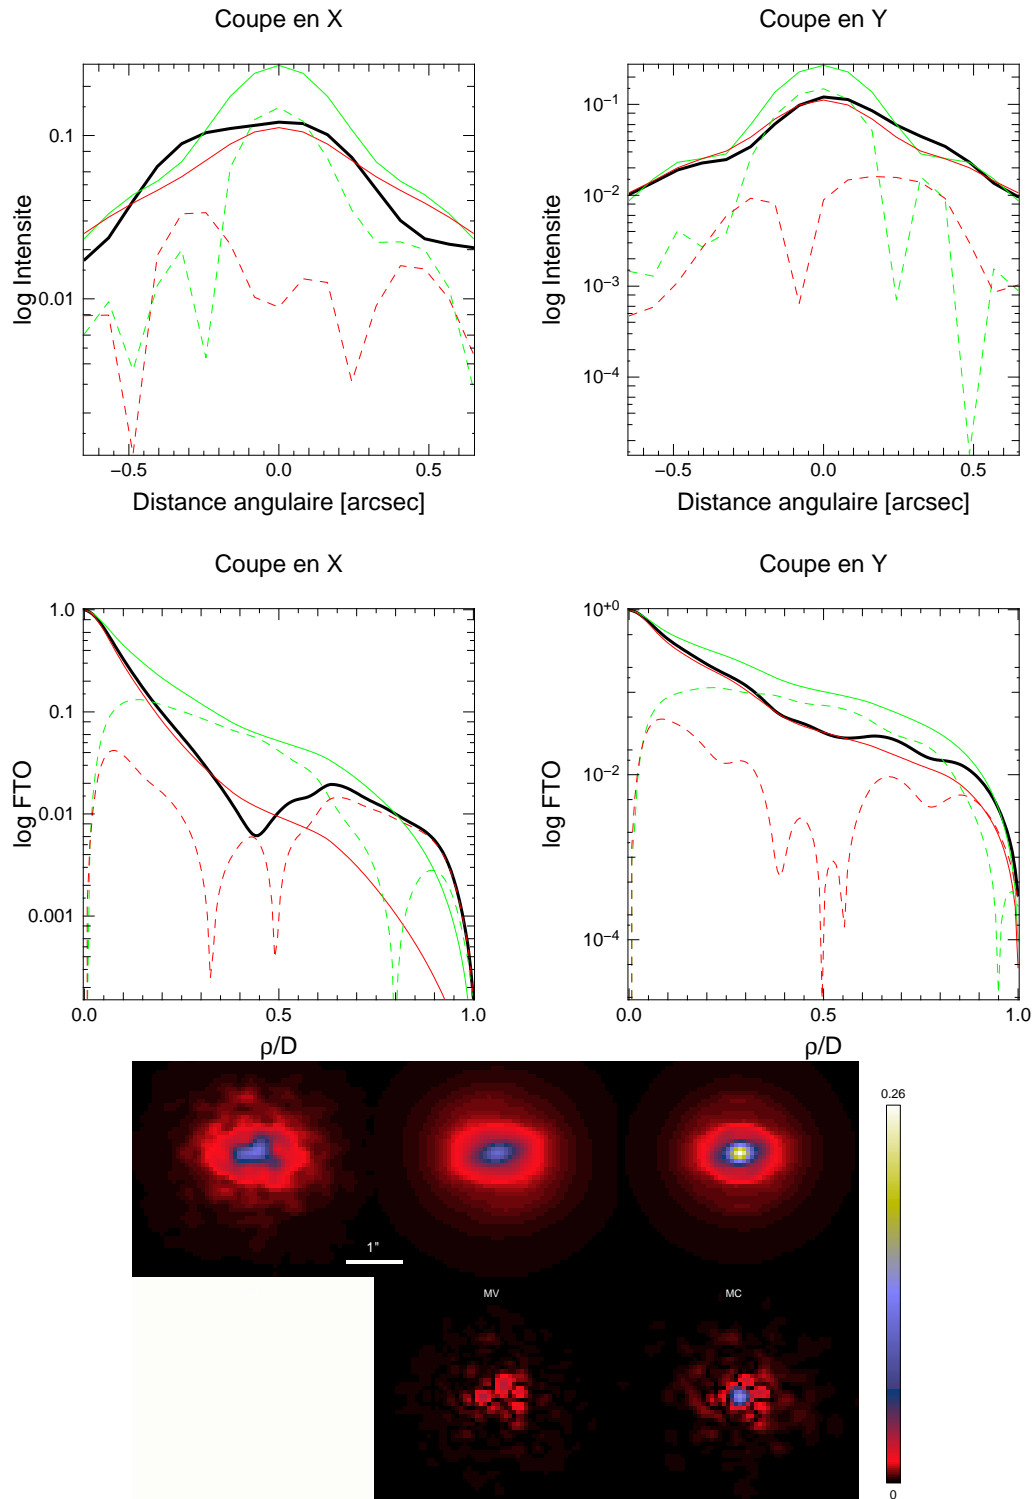 Coupe en X
Coupe en Y
log Intensite
0.1
0.01
−0.5
0.0
0.5
Distance angulaire [arcsec]
log Intensite
10−1
10−2
10−3
10−4
−0.5
0.0
0.5
Distance angulaire [arcsec]
Coupe en X
Coupe en Y
log FTO
1.0
0.1
0.01
0.001
0.0
0.5
1.0
ρ/D
log FTO
10+0
10−2
10−4
0.0
0.5
1.0
ρ/D
0.26
1"
MV
MC
0